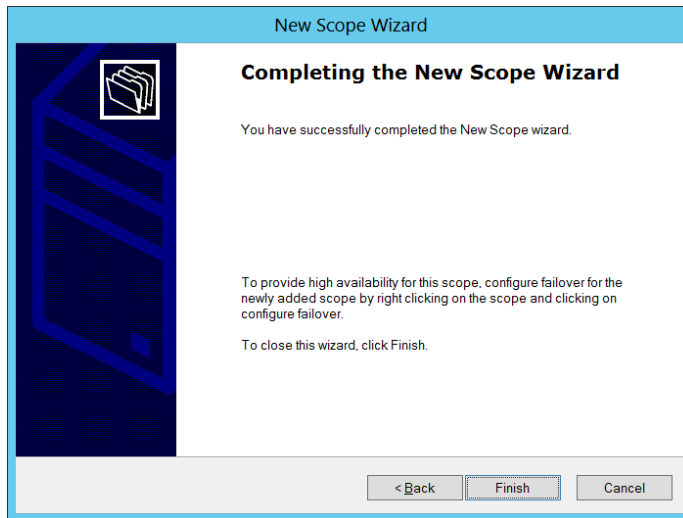 New Scope Wizard
Completing the New Scope Wizard
You have successfully completed the New Scope wizard.
To provide high availability for this scope, configure failover for the
newly added scope by right clicking on the scope and clicking on
configure failover.
To close this wizard, click Finish.
< Back
Finish
Cancel